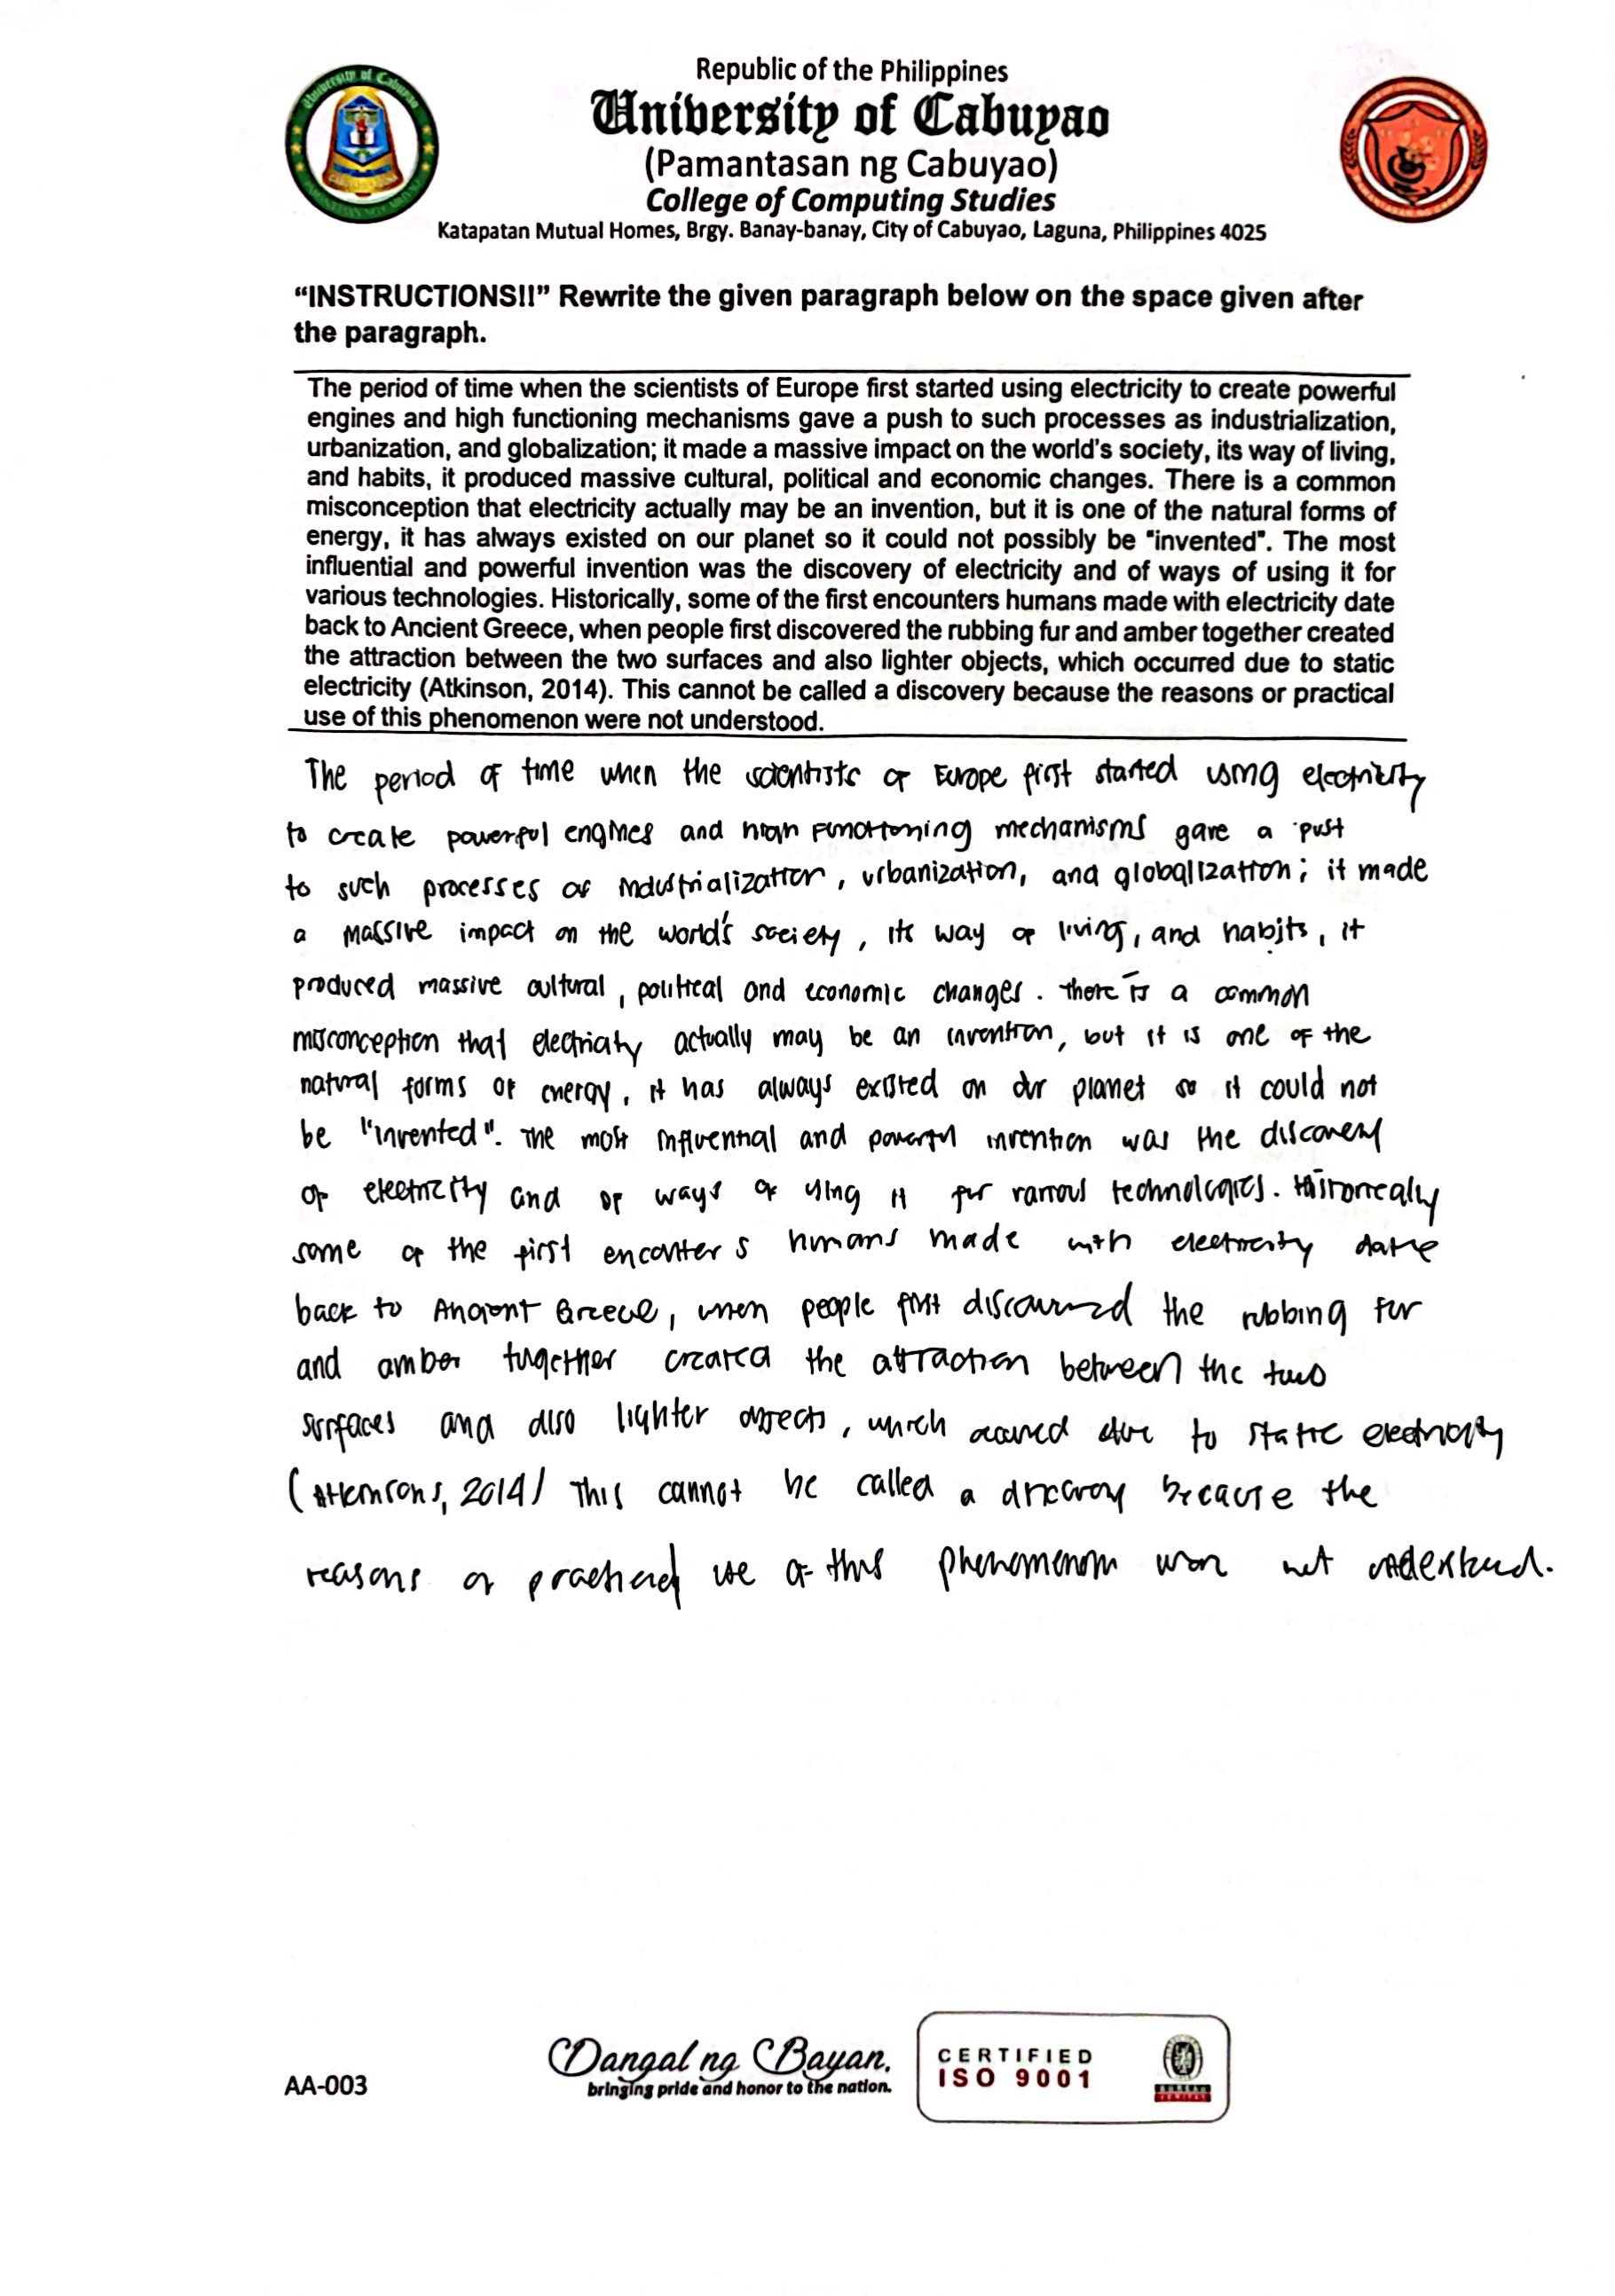 Republic of the Philippines
University of Cabuyao
(Pamantasan ng Cabuyao)
College of Computing Studies
Katapatan Mutual Homes, Brgy. Banay-banay, City of Cabuyao, Laguna, Philippines 4025
“INSTRUCTIONS!!” Rewrite the given paragraph below on the space given after
the paragraph.
The period of time when the scientists of Europe first started using electricity to create powerful
engines and high functioning mechanisms gave a push to such processes as industrialization,
urbanization, and globalization; it made a massive impact on the world’s society, its way of living,
and habits, it produced massive cultural, political and economic changes. There is a common
misconception that electricity actually may be an invention, but it is one of the natural forms of
energy, it has always existed on our planet so it could not possibly be "invented". The most
influential and powerful invention was the discovery of electricity and of ways of using it for
various technologies. Historically, some of the first encounters humans made with electricity date
back to Ancient Greece, when people first discovered the rubbing fur and amber together created
the attraction between the two surfaces and also lighter objects, which occurred due to static
electricity (Atkinson, 2014). This cannot be called a discovery because the reasons or practical
use of this phenomenon were not understood.
The period of time when the scientists of Europe first started using electricity
to create powerful engines and high functioning mechanisms gave a pust
to such processes as industrialization, urbanization, and globallization; it made
a massive impact on the world's society, its way of living, and habits, it
produced massive cultural, political and economic changes. there is a common
misconception that electricity actually may be an invention, but it is one of the
natural forms of energy, it has always existed on our planet so it could not
be "invented". The most influential and powerful invention was the discovery
of electricity and of ways of using it for various technologies. Historically
some of the first encounters humans made with electricity date
back to Ancient Greece, when people first discovered the rubbing fur
and amber together created the attraction between the two
surfaces and also lighter objects, which occured due to static electricity
(Atkinsons, 2014) This cannot be called a discovery because the
reasons or practical use of this phenomenom were not understood.
AA-003
Dangal ng Bayan.
bringing pride and honor to the nation.
CERTIFIED
ISO 9001